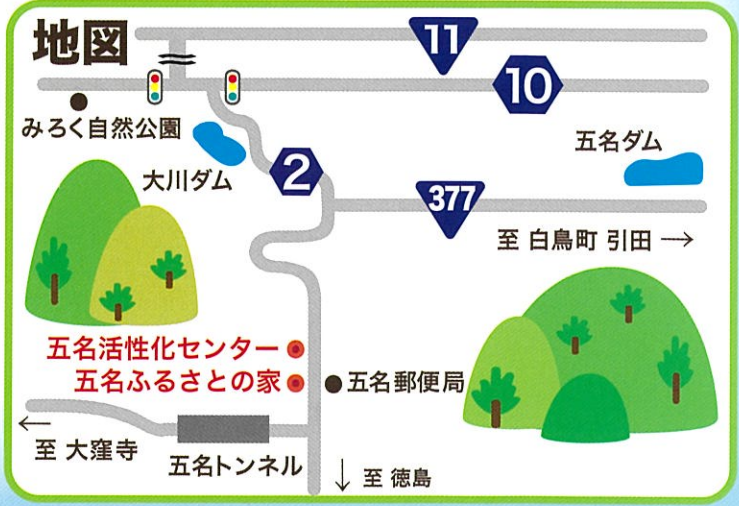 地図
11
10
みろく自然公園
大川ダム
2
五名ダム
377
至 白鳥町 引田 →
五名活性化センター
五名ふるさとの家
五名郵便局
←
至 大窪寺
五名トンネル
↓ 至 徳島